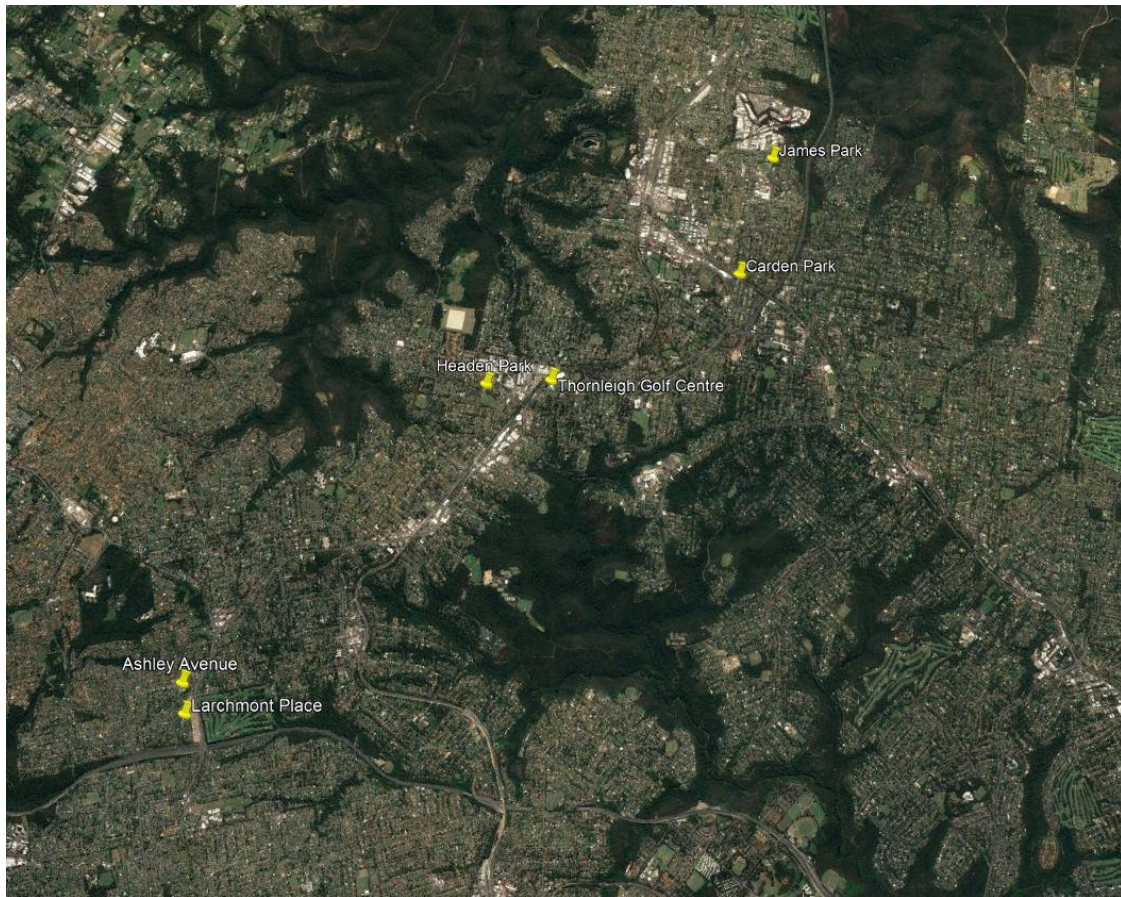 James Park
Carden Park
Headen Park
Thornleigh Golf Centre
Ashley Avenue
Larchmont Place